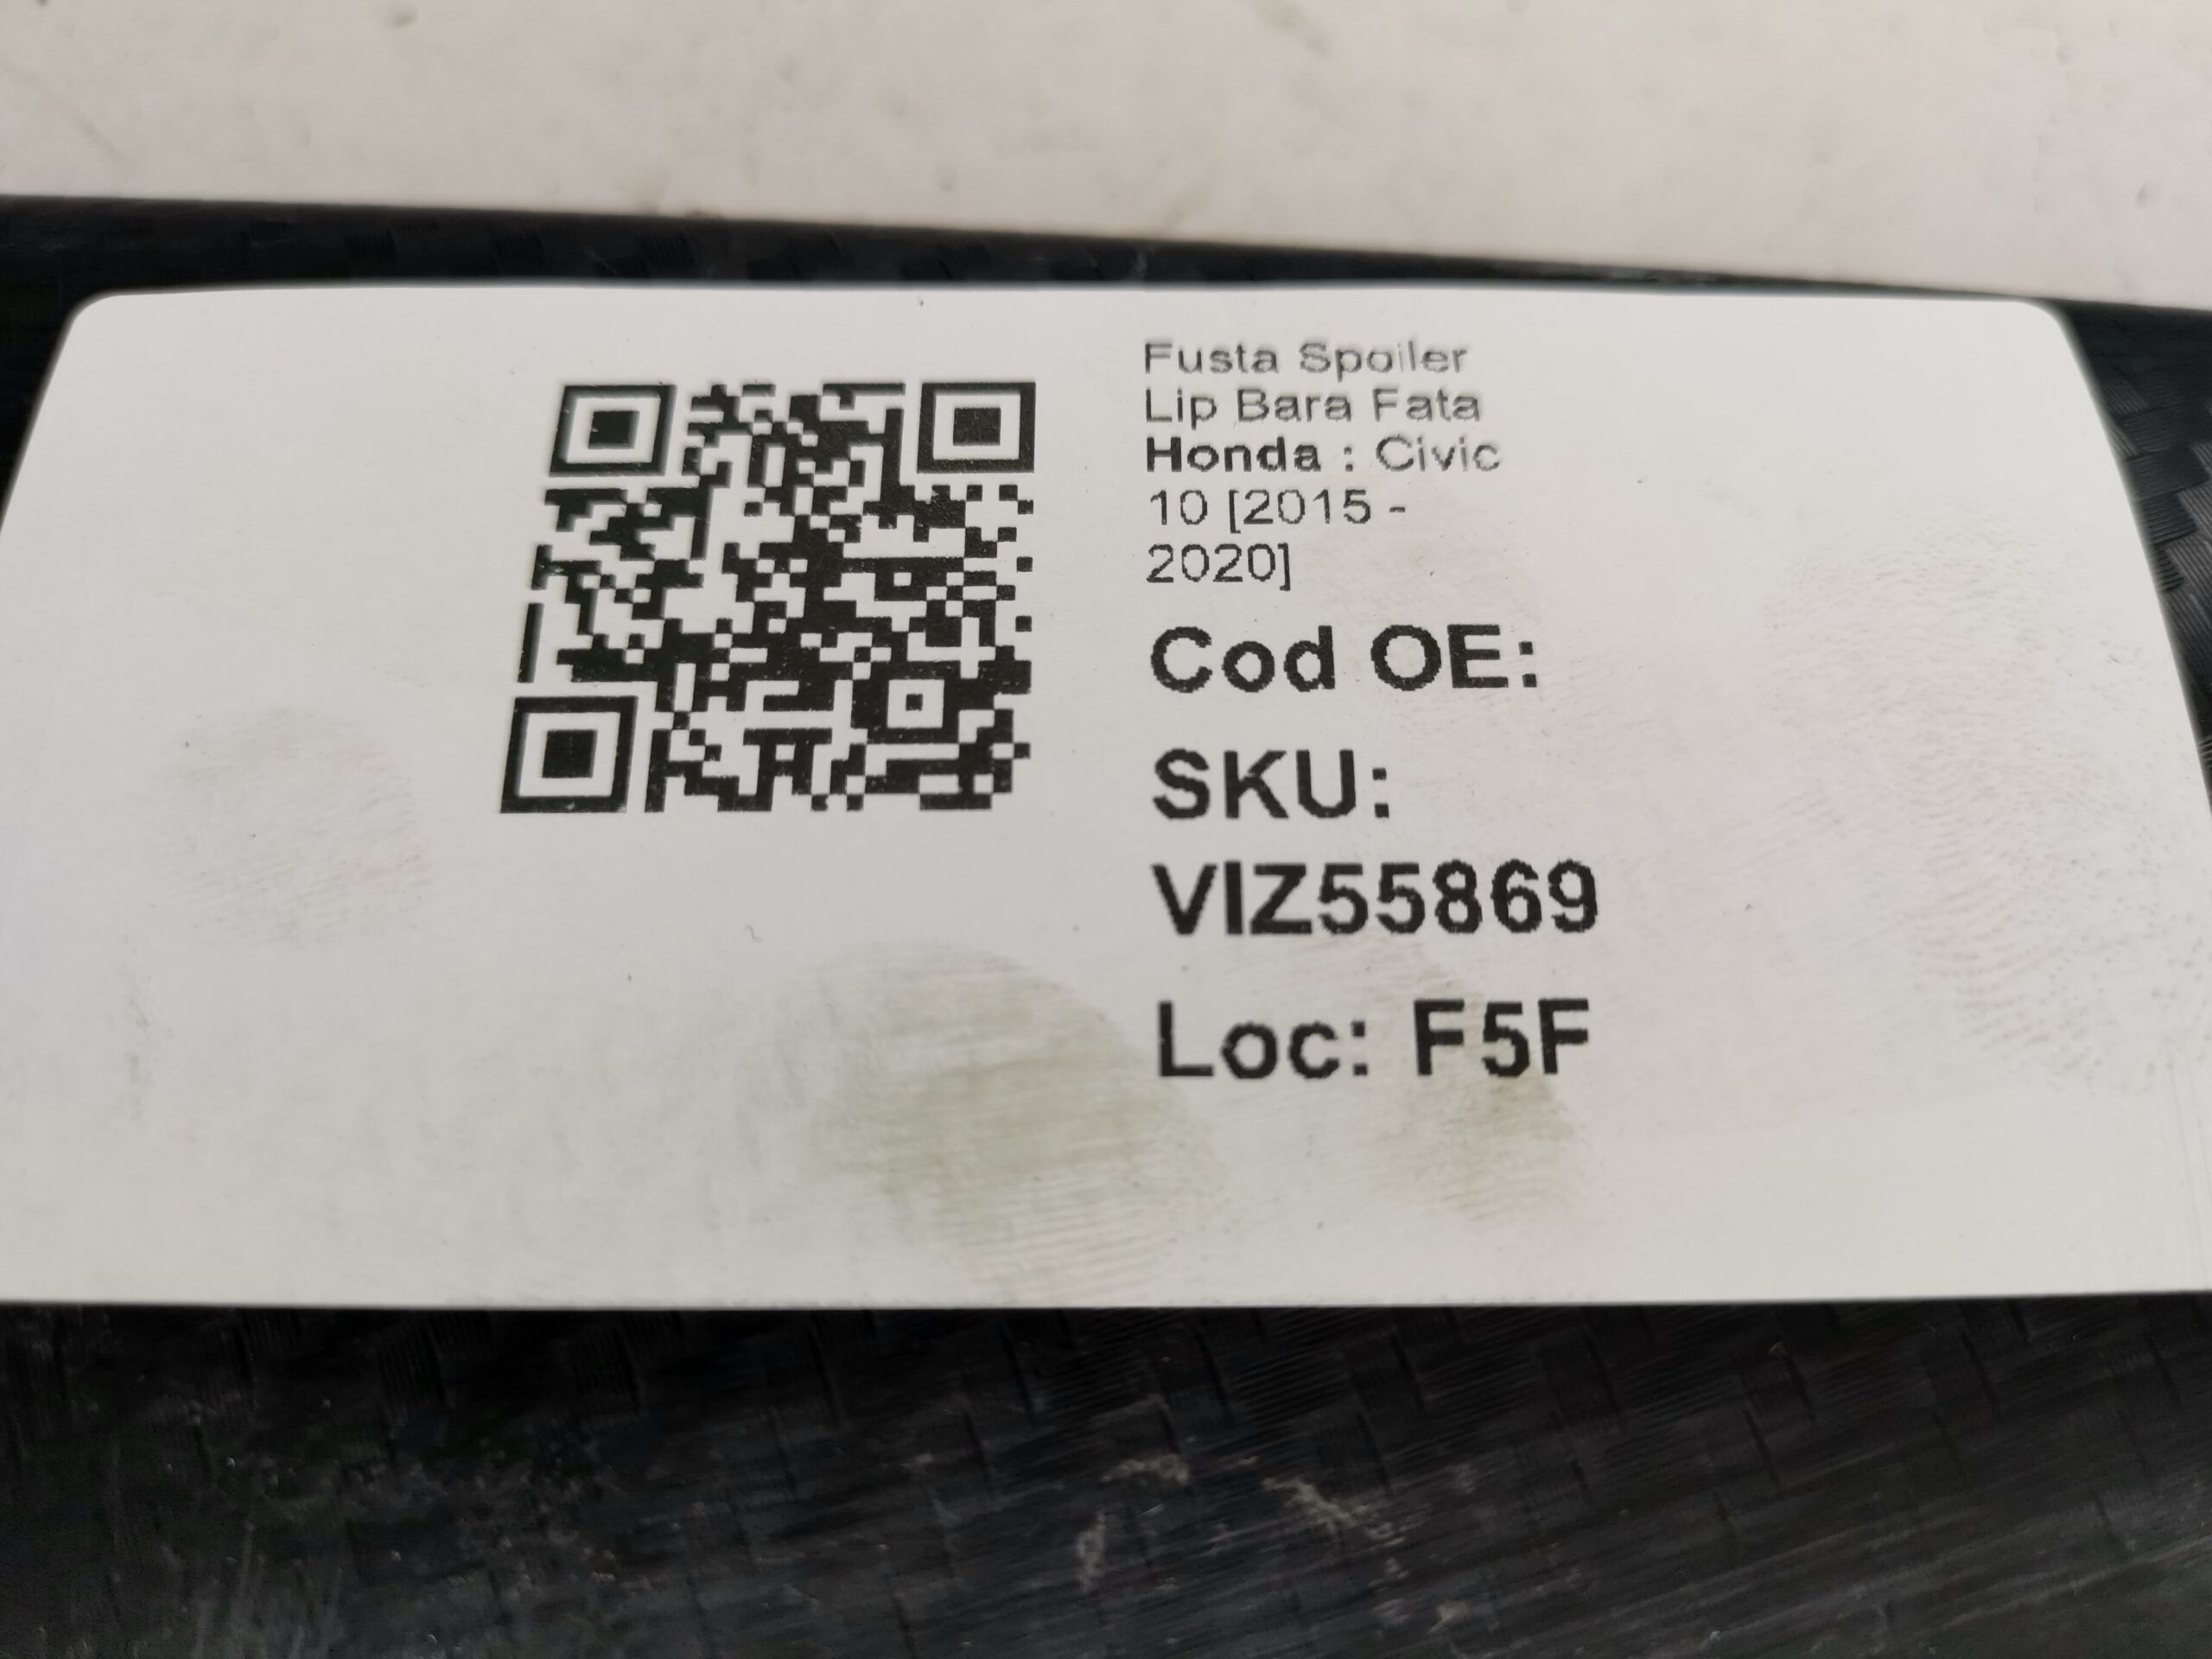 Fusta Spoiler
Lip Bara Fata
Honda : Civic
10 [2015 -
2020]
Cod OE:
SKU:
VIZ55869
Loc: F5F